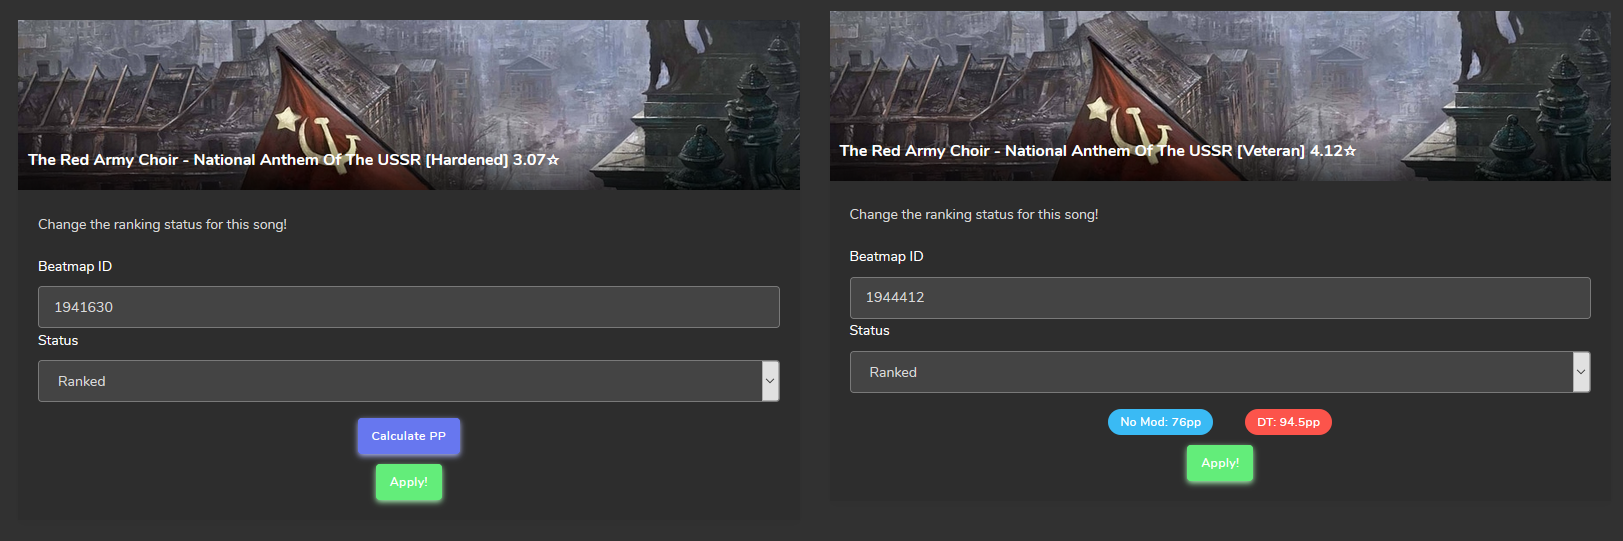 The Red Army Choir - National Anthem Of The USSR [Hardened] 3.07☆
Change the ranking status for this song!
Beatmap ID
1941630
Status
Ranked
Calculate PP
Apply!
The Red Army Choir - National Anthem Of The USSR [Veteran] 4.12☆
Change the ranking status for this song!
Beatmap ID
1944412
Status
Ranked
No Mod: 76pp DT: 94.5pp
Apply!